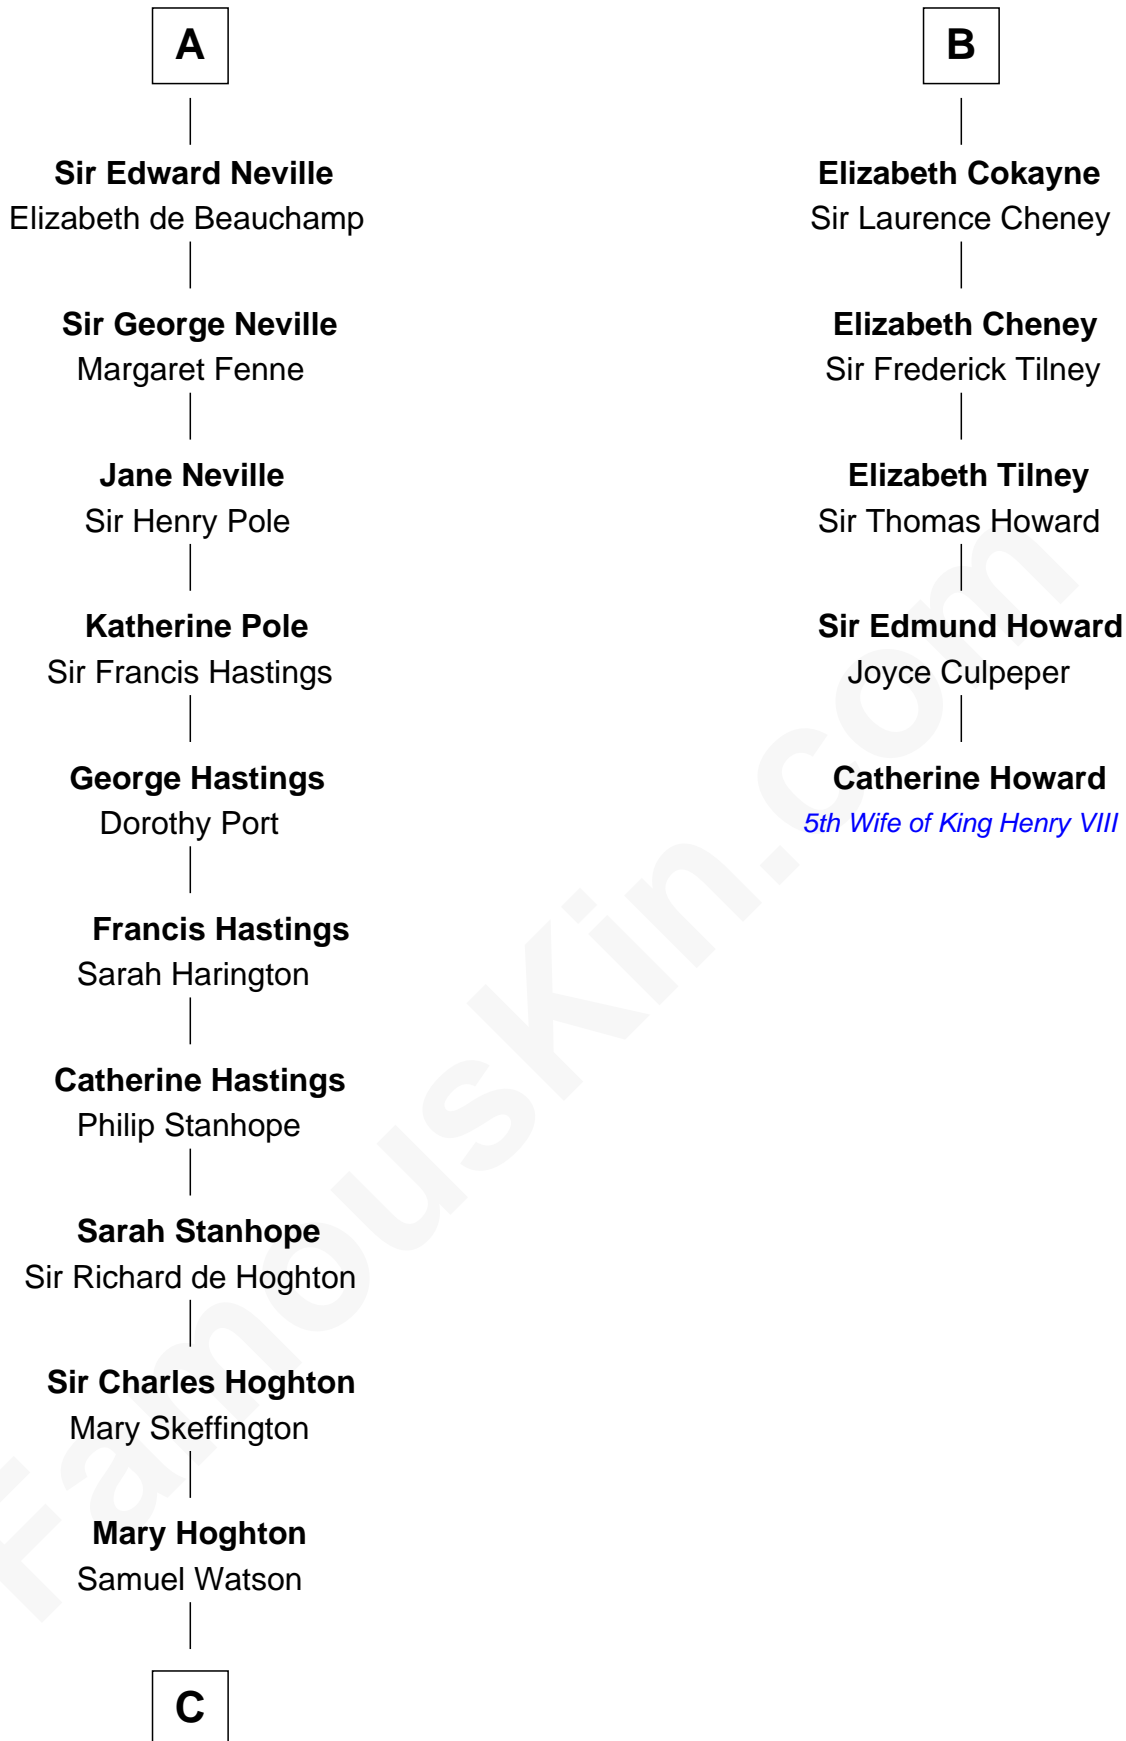 A
Sir Edward Neville
Elizabeth de Beauchamp
Sir George Neville
Margaret Fenne
Jane Neville
Sir Henry Pole
Katherine Pole
Sir Francis Hastings
George Hastings
Dorothy Port
Francis Hastings
Sarah Harington
Catherine Hastings
Philip Stanhope
Sarah Stanhope
Sir Richard de Hoghton
Sir Charles Hoghton
Mary Skeffington
Mary Hoghton
Samuel Watson
C
B
Elizabeth Cokayne
Sir Laurence Cheney
Elizabeth Cheney
Sir Frederick Tilney
Elizabeth Tilney
Sir Thomas Howard
Sir Edmund Howard
Joyce Culpeper
Catherine Howard
5th Wife of King Henry VIII
FamousKin.com